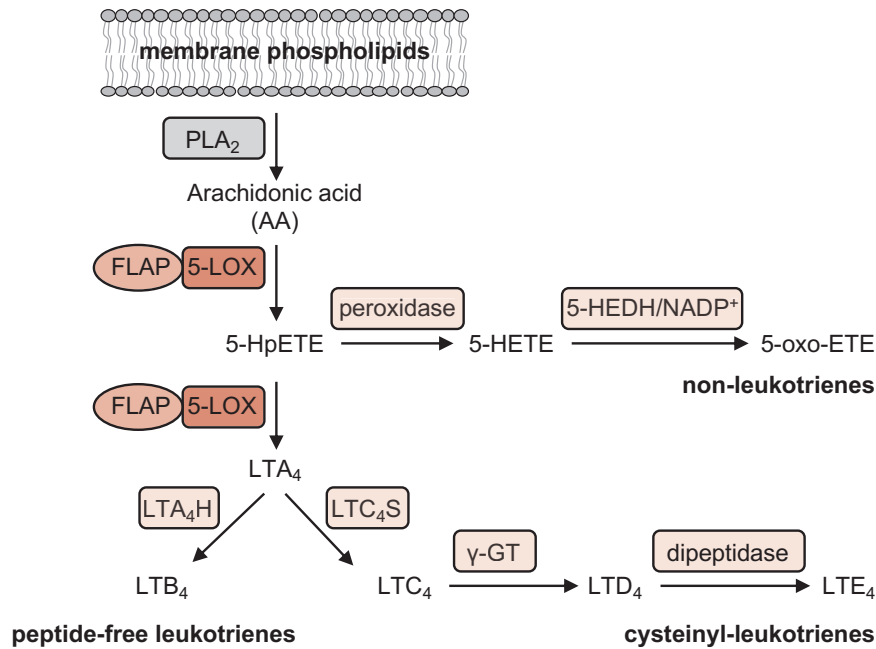 membrane phospholipids
PLA₂
Arachidonic acid
(AA)
FLAP 5-LOX
peroxidase 5-HEDH/NADP⁺
5-HpETE 5-HETE 5-oxo-ETE
non-leukotrienes
FLAP 5-LOX
LTA₄
LTA₄H LTC₄S
γ-GT dipeptidase
LTB₄ LTC₄ LTD₄ LTE₄
peptide-free leukotrienes cysteinyl-leukotrienes